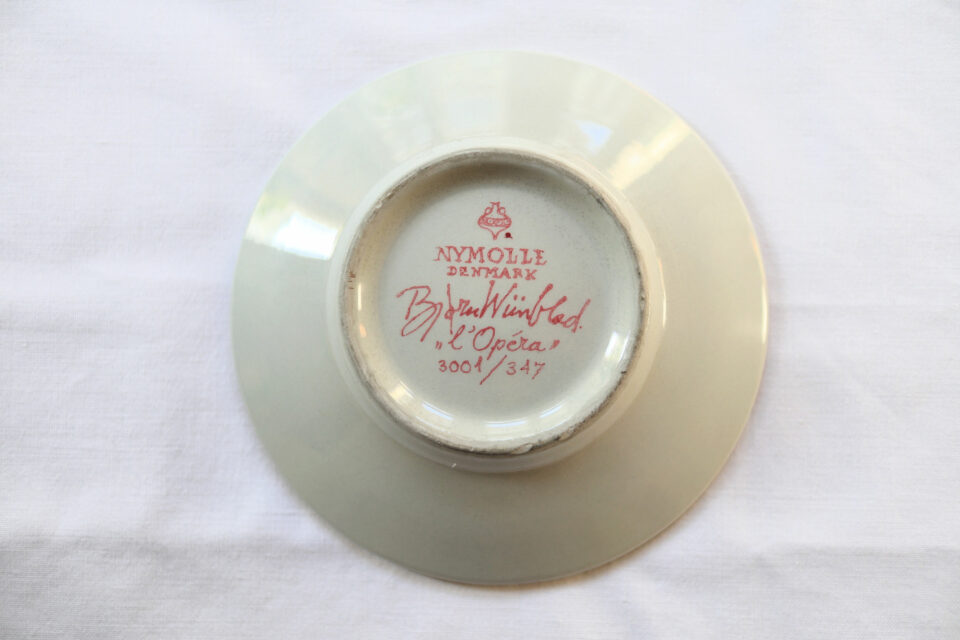 NYMOLLE
DENMARK
Bjørn Wiinblad.
„l'Opéra"
3001/347